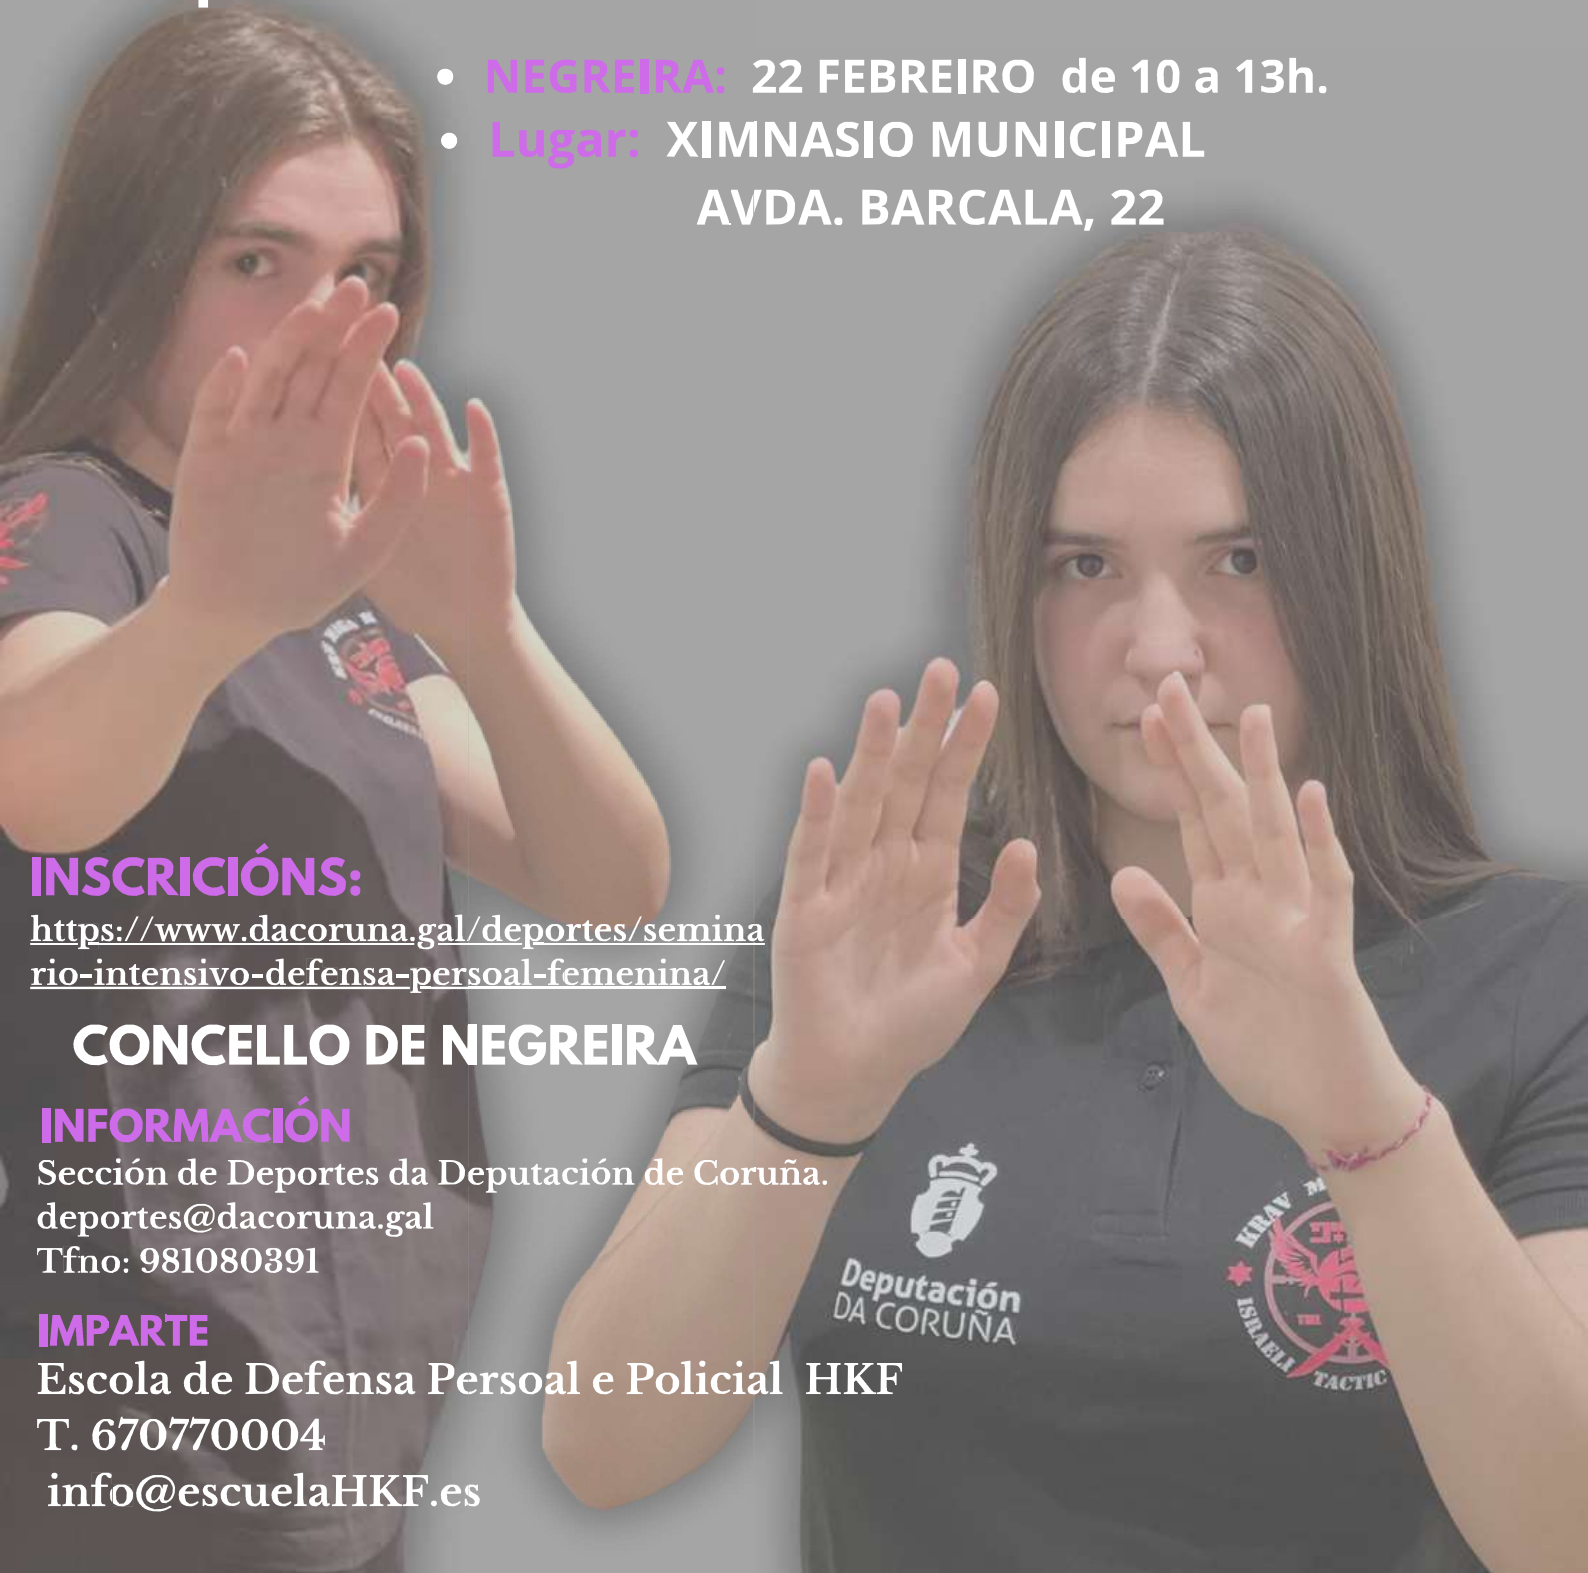 NEGREIRA: 22 FEBREIRO de 10 a 13h.
Lugar: XIMNASIO MUNICIPAL
AVDA. BARCALA, 22
INSCRICIÓNS:
https://www.dacoruna.gal/deportes/semina
rio-intensivo-defensa-persoal-femenina/
CONCELLO DE NEGREIRA
INFORMACIÓN
Sección de Deportes da Deputación de Coruña.
deportes@dacoruna.gal
Tfno: 981080391
IMPARTE
Escola de Defensa Persoal e Policial HKF
T. 670770004
info@escuelaHKF.es
Deputación
DA CORUÑA
KRAV
ISRAELI
TACTIC
THE